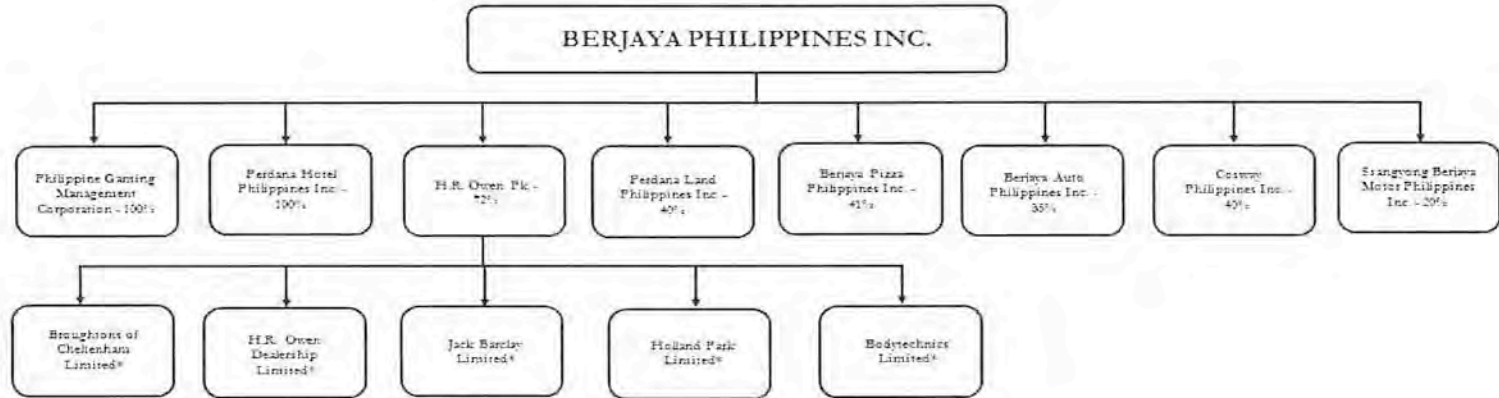 BERJAYA PHILIPPINES INC.
Philippine Gaming
Management
Corporation - 100%
Perdana Hotel
Philippines Inc. -
100%
H.R. Owen Plc -
72%
Perdana Land
Philippines Inc. -
40%
Berjaya Pizza
Philippines Inc. -
41%
Berjaya Auto
Philippines Inc. -
35%
Cosway
Philippines Inc. -
40%
Ssangyong Berjaya
Motor Philippines
Inc. - 20%
Broughtons of
Cheltenham
Limited*
H.R. Owen
Dealership
Limited*
Jack Barclay
Limited*
Holland Park
Limited*
Bodytechnics
Limited*